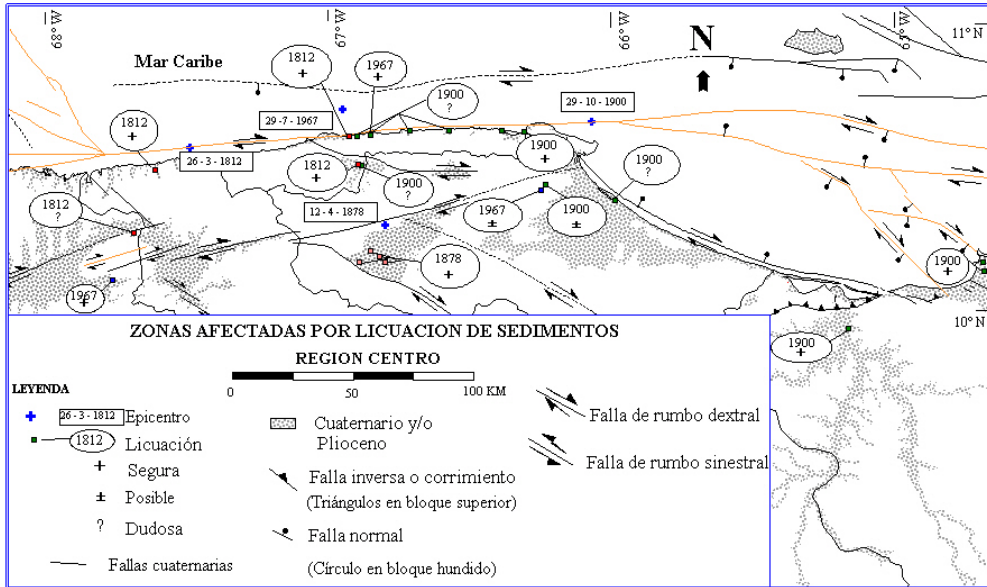 68° W
67° W
66° W
65° W
11° N
N
Mar Caribe
1812
+
1967
+
1900
?
29 - 7 - 1967
29 - 10 - 1900
1812
+
26 - 3 - 1812
1812
+
1900
?
1900
+
1900
?
12 - 4 - 1878
1812
?
1967
±
1900
±
1878
+
1900
+
1967
+
10° N
1900
+
ZONAS AFECTADAS POR LICUACION DE SEDIMENTOS
REGION CENTRO
0 50 100 KM
LEYENDA
26 - 3 - 1812 Epicentro
1812 Licuación
+ Segura
± Posible
? Dudosa
Fallas cuaternarias
Cuaternario y/o
Plioceno
Falla inversa o corrimiento
(Triángulos en bloque superior)
Falla normal
(Círculo en bloque hundido)
Falla de rumbo dextral
Falla de rumbo sinestral